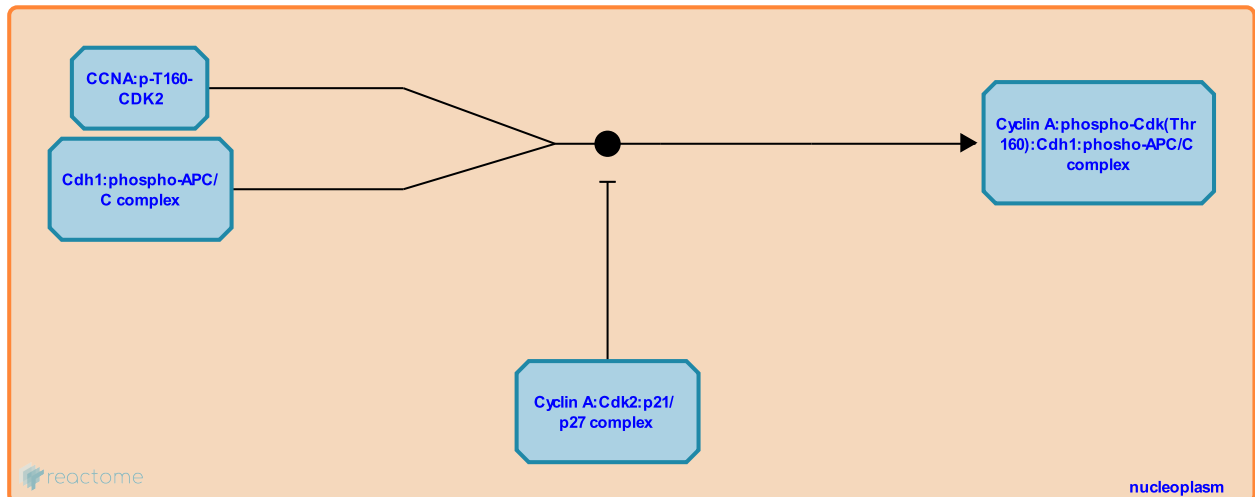 CCNA:p-T160-
CDK2
Cdh1:phospho-APC/
C complex
Cyclin A:phospho-Cdk(Thr
160):Cdh1:phosho-APC/C
complex
Cyclin A:Cdk2:p21/
p27 complex
reactome
nucleoplasm